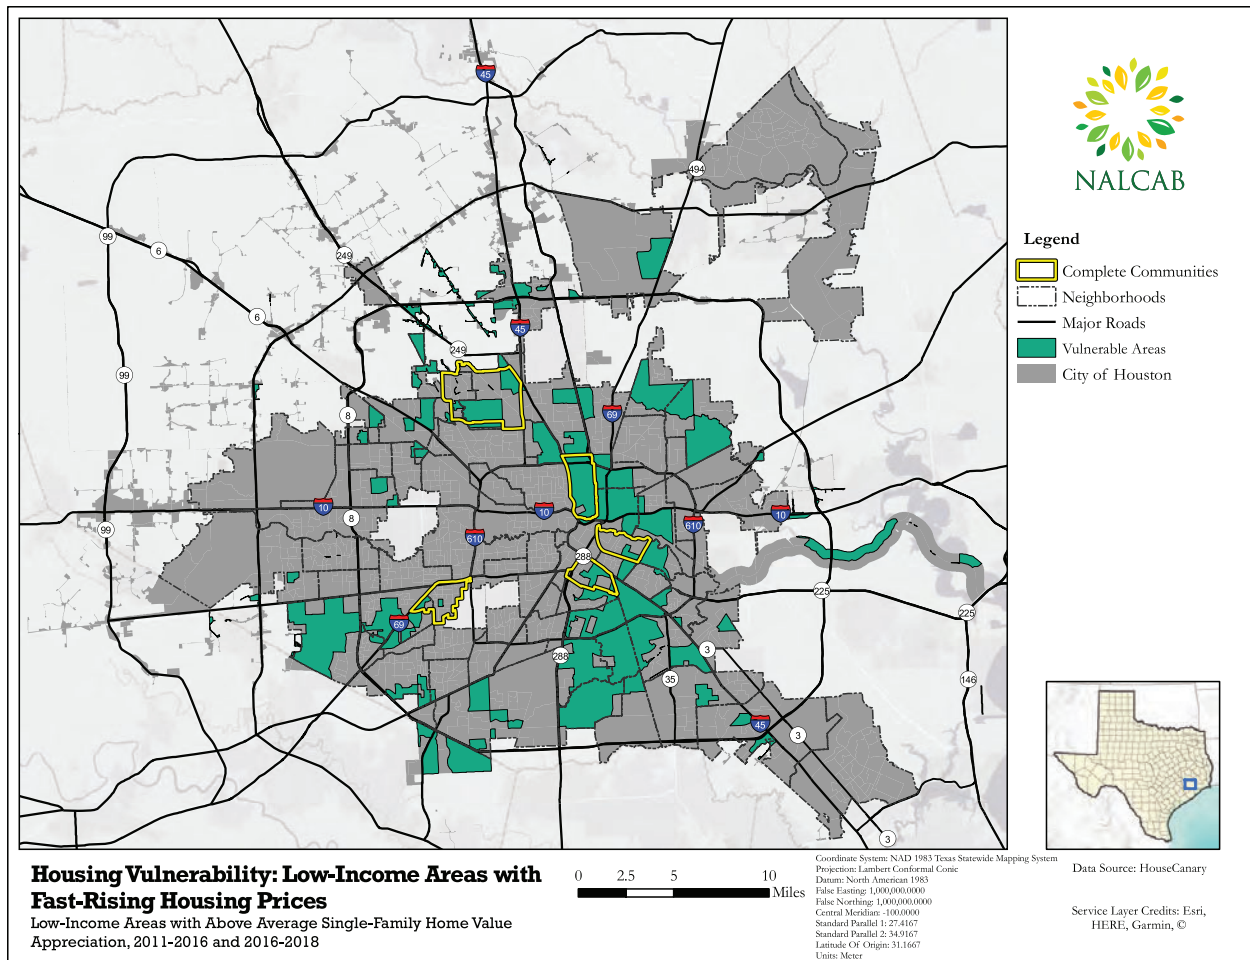 45
494
99
6
249
6
45
249
99
8
69
10
8
10
610
610
10
99
288
225
225
69
3
288
35
146
45
3
3
NALCAB
Legend
Complete Communities
Neighborhoods
Major Roads
Vulnerable Areas
City of Houston
Housing Vulnerability: Low-Income Areas with
Fast-Rising Housing Prices
Low-Income Areas with Above Average Single-Family Home Value
Appreciation, 2011-2016 and 2016-2018
0 2.5 5 10
Miles
Coordinate System: NAD 1983 Texas Statewide Mapping System
Projection: Lambert Conformal Conic
Datum: North American 1983
False Easting: 1,000,000.0000
False Northing: 1,000,000.0000
Central Meridian: -100.0000
Standard Parallel 1: 27.4167
Standard Parallel 2: 34.9167
Latitude Of Origin: 31.1667
Units: Meter
Data Source: HouseCanary
Service Layer Credits: Esri,
HERE, Garmin, ©